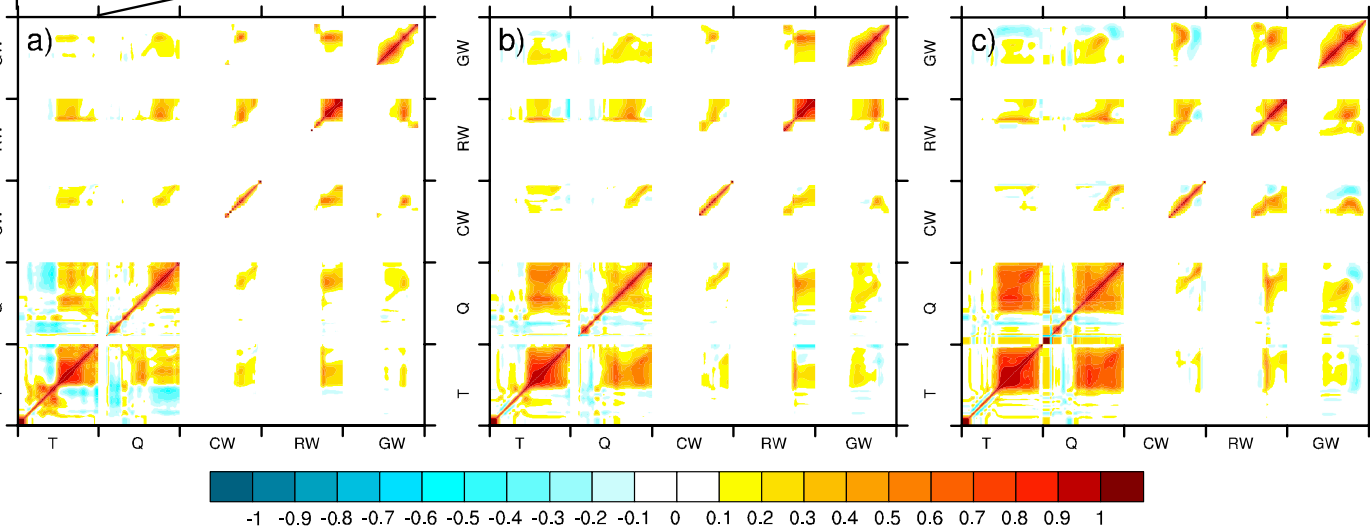 a) b) c)
GW GW
RW RW
CW CW
Q Q
T T
T Q CW RW GW T Q CW RW GW T Q CW RW GW
-1 -0.9 -0.8 -0.7 -0.6 -0.5 -0.4 -0.3 -0.2 -0.1 0 0.1 0.2 0.3 0.4 0.5 0.6 0.7 0.8 0.9 1